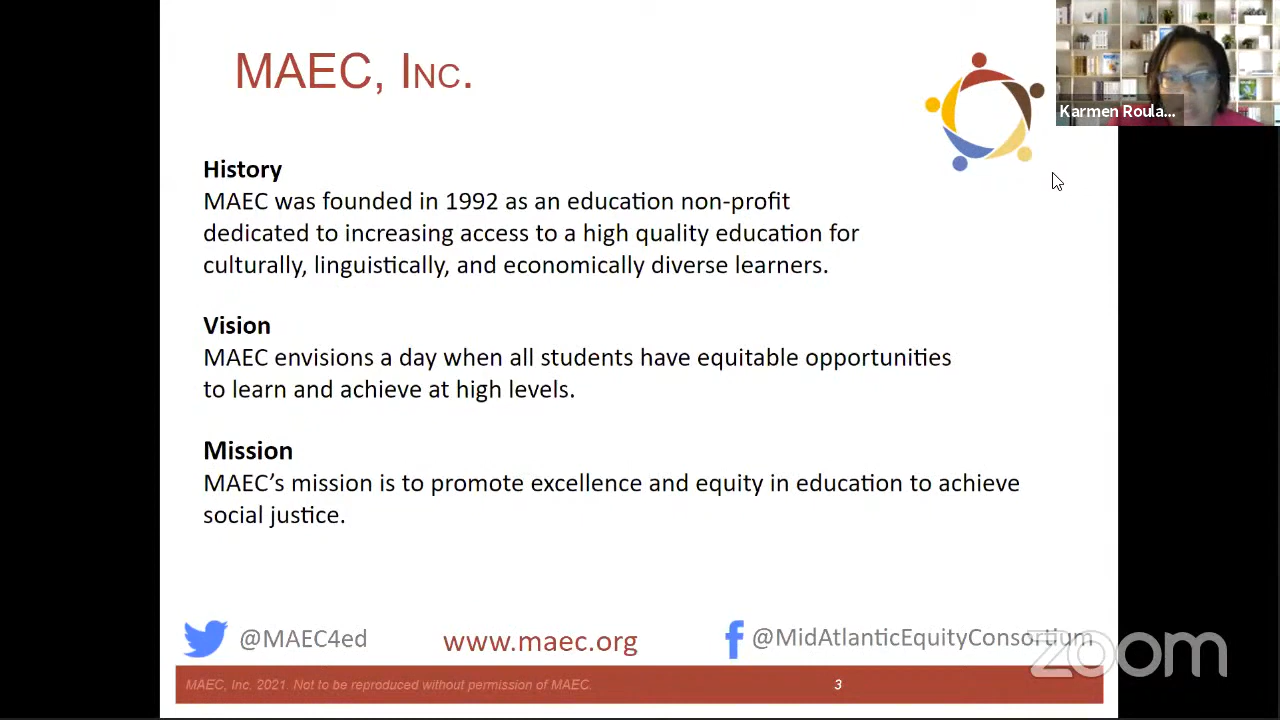 MAEC, INC.
Karmen Roula...
History
MAEC was founded in 1992 as an education non-profit
dedicated to increasing access to a high quality education for
culturally, linguistically, and economically diverse learners.
Vision
MAEC envisions a day when all students have equitable opportunities
to learn and achieve at high levels.
Mission
MAEC’s mission is to promote excellence and equity in education to achieve
social justice.
@MAEC4ed
www.maec.org
@MidAtlanticEquityConsortium
zoom
MAEC, Inc. 2021. Not to be reproduced without permission of MAEC.
3